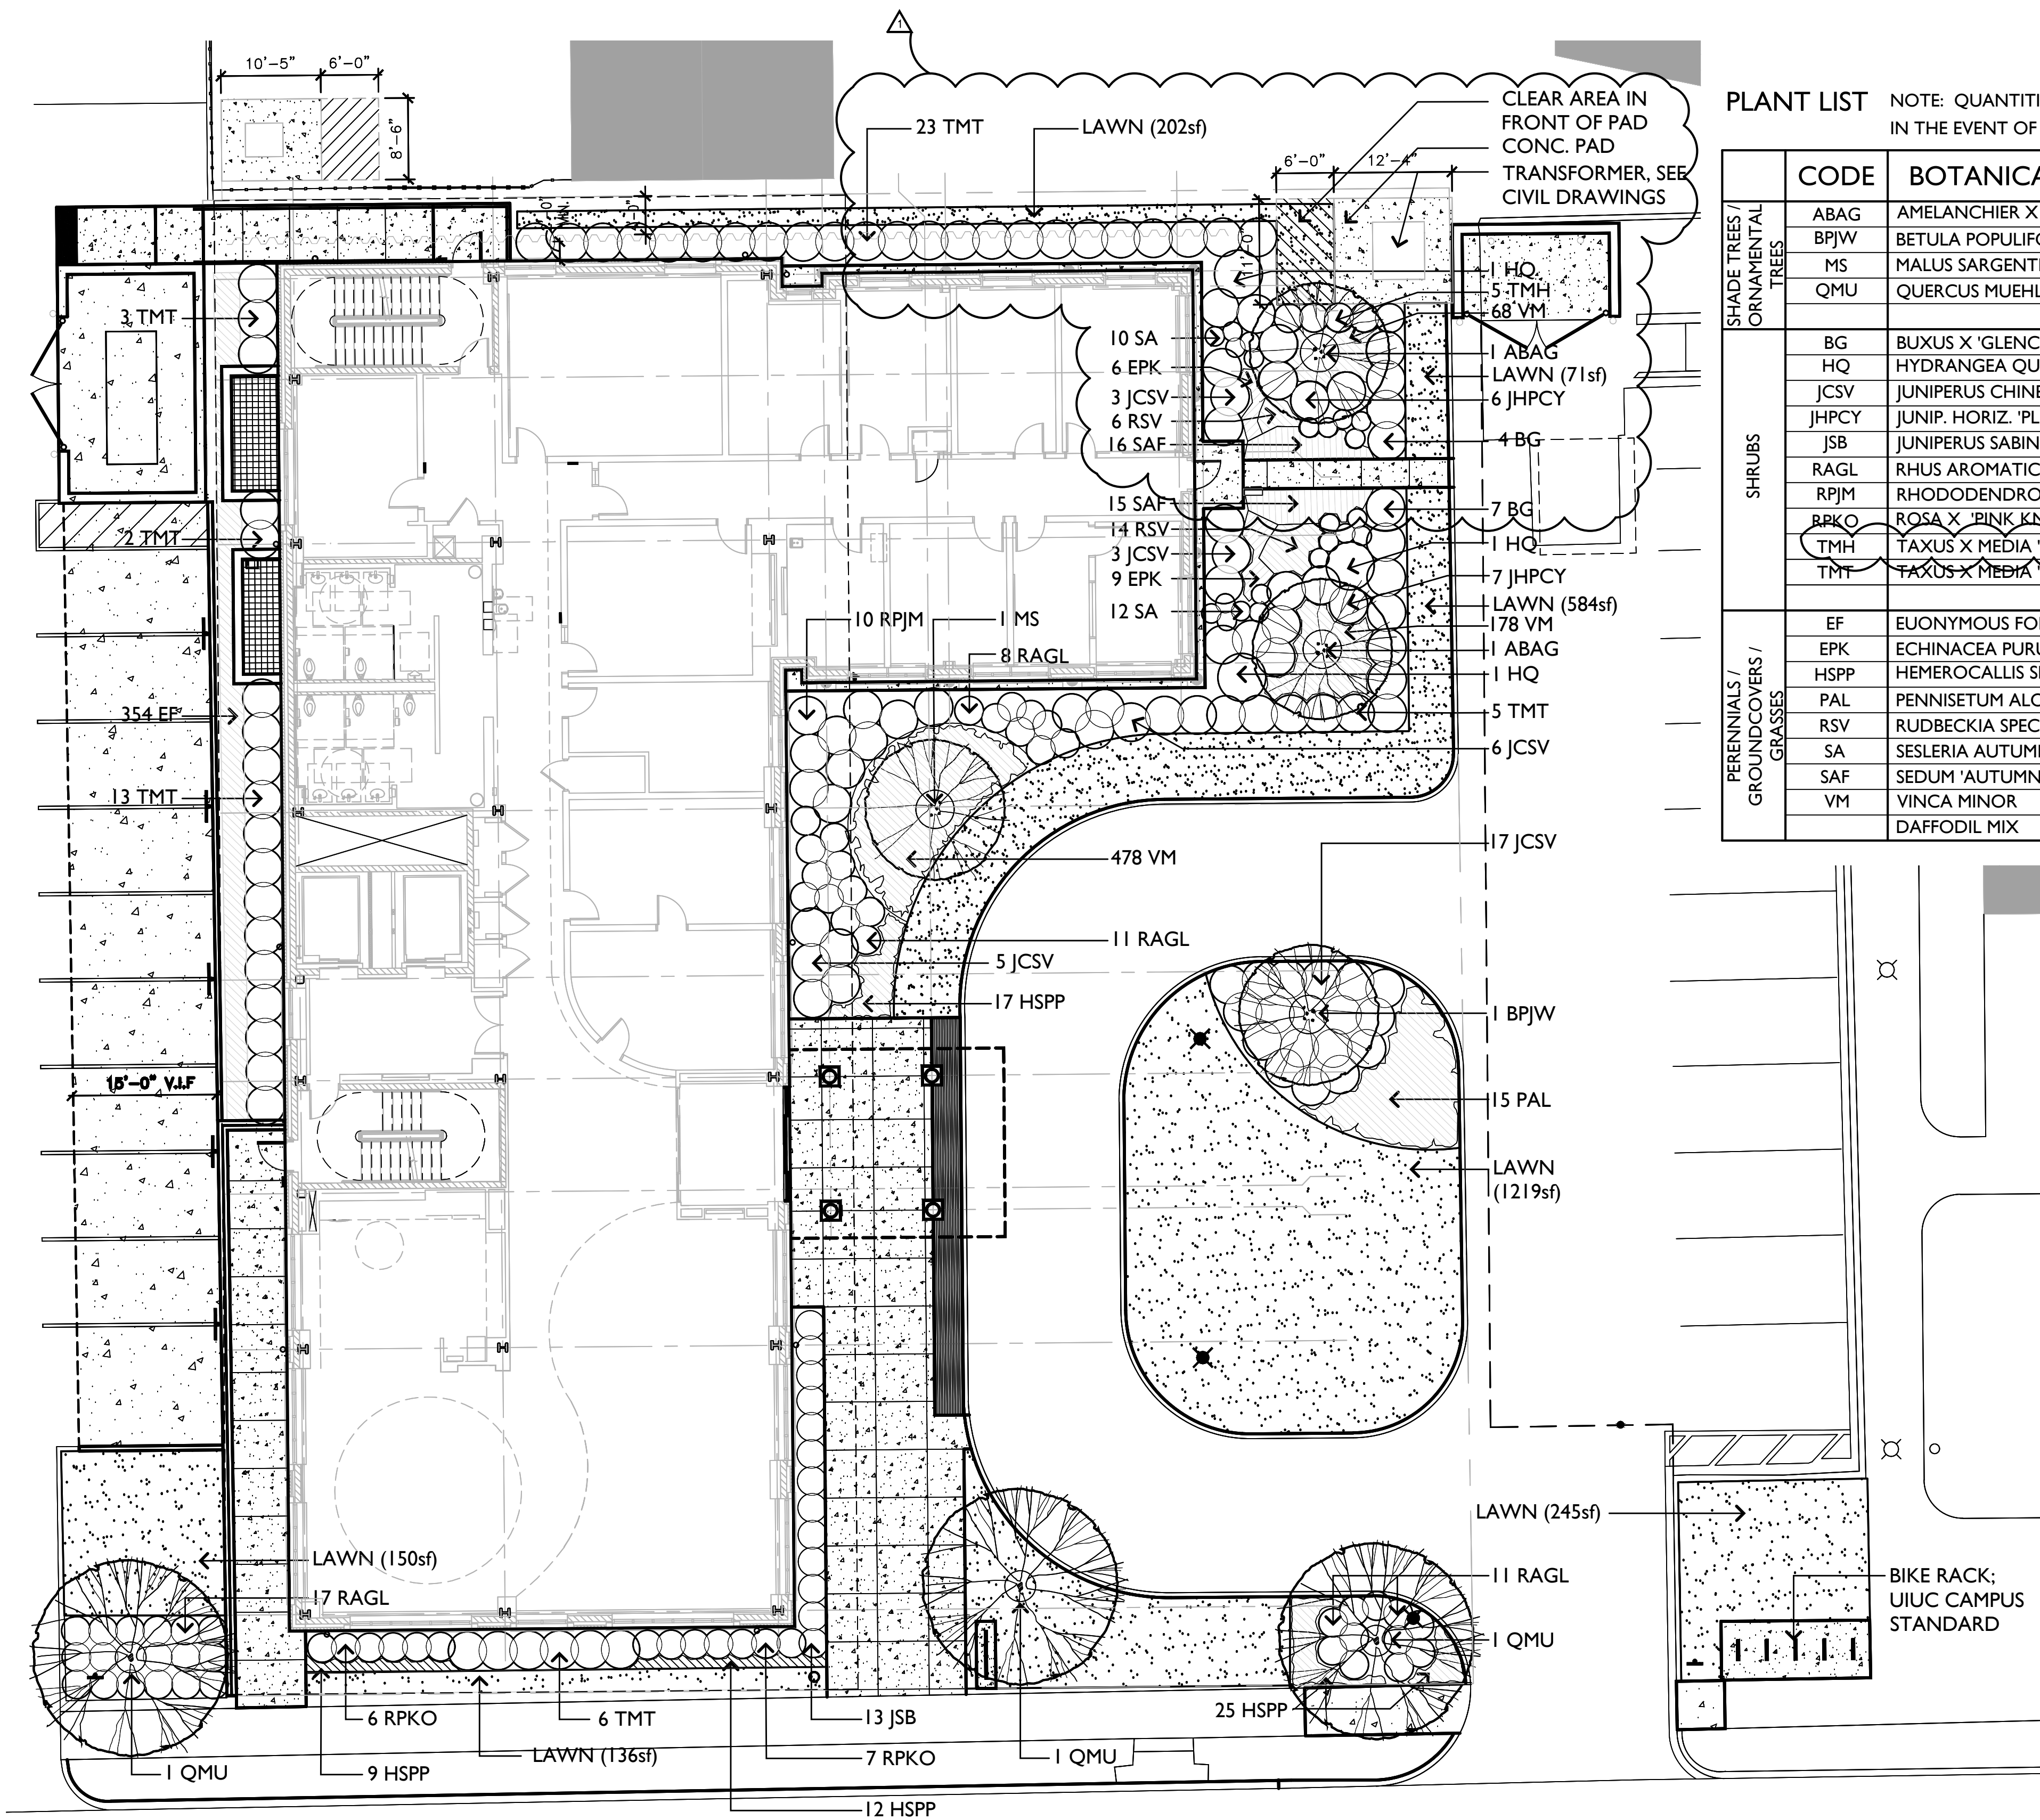 1
10'-5"
6'-0"
8'-6"
23 TMT
LAWN (202sf)
CLEAR AREA IN
FRONT OF PAD
CONC. PAD
TRANSFORMER, SEE
CIVIL DRAWINGS
6'-0"
12'-4"
11'-0"
1 HQ
5 TMH
68 VM
1 ABAG
LAWN (71sf)
6 JHPCY
4 BG
10 SA
6 EPK
3 JCSV
6 RSV
16 SAF
15 SAF
14 RSV
3 JCSV
9 EPK
12 SA
7 BG
1 HQ
7 JHPCY
LAWN (584sf)
178 VM
1 ABAG
1 HQ
5 TMT
6 JCSV
3 TMT
2 TMT
354 EF
13 TMT
15'-0" V.I.F
10 RPJM
1 MS
8 RAGL
478 VM
11 RAGL
5 JCSV
17 HSPP
17 JCSV
1 BPJW
15 PAL
LAWN
(1219sf)
LAWN (245sf)
11 RAGL
1 QMU
25 HSPP
BIKE RACK;
UIUC CAMPUS
STANDARD
LAWN (150sf)
17 RAGL
6 RPKO
6 TMT
13 JSB
LAWN (136sf)
7 RPKO
1 QMU
1 QMU
9 HSPP
12 HSPP
PLANT LIST
NOTE: QUANTITI
IN THE EVENT OF
CODE BOTANICA
SHADE TREES /
ORNAMENTAL
TREES
ABAG AMELANCHIER X
BPJW BETULA POPULIFO
MS MALUS SARGENTI
QMU QUERCUS MUEHL
SHRUBS
BG BUXUS X 'GLENC
HQ HYDRANGEA QU
JCSV JUNIPERUS CHINE
JHPCY JUNIP. HORIZ. 'PL
JSB JUNIPERUS SABIN
RAGL RHUS AROMATIC
RPJM RHODODENDRO
RPKO ROSA X 'PINK KN
TMH TAXUS X MEDIA '
TMT TAXUS X MEDIA '
PERENNIALS /
GROUNDCOVERS /
GRASSES
EF EUONYMOUS FO
EPK ECHINACEA PURU
HSPP HEMEROCALLIS S
PAL PENNISETUM ALO
RSV RUDBECKIA SPEC
SA SESLERIA AUTUM
SAF SEDUM 'AUTUMN
VM VINCA MINOR
DAFFODIL MIX